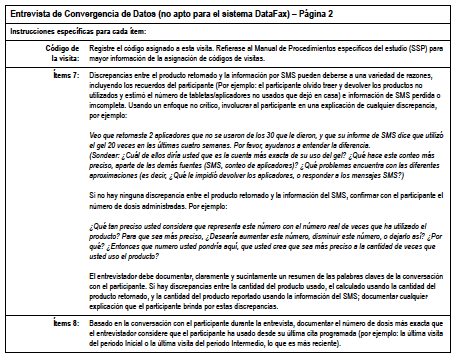 Entrevista de Convergencia de Datos (no apto para el sistema DataFax) – Página 2
Instrucciones específicas para cada ítem:
Código de la visita:
Registre el código asignado a esta visita. Refiérase al Manual de Procedimientos específicos del estudio (SSP) para
mayor información de la asignación de códigos de visitas.
Ítems 7:
Discrepancias entre el producto retornado y la información por SMS pueden deberse a una variedad de razones,
incluyendo los recuerdos del participante (Por ejemplo: el participante olvido traer y devolver los productos no
utilizados y estimó el número de tabletas/aplicadores no usados que dejó en casa) e información de SMS perdida o
incompleta. Usando un enfoque no crítico, involucrar al participante en una explicación de cualquier discrepancia,
por ejemplo:
Veo que retornaste 2 aplicadores que no se usaron de los 30 que le dieron, y que su informe de SMS dice que utilizó
el gel 20 veces en las últimas cuatro semanas. Por favor, ayúdanos a entender la diferencia.
(Sondear: ¿Cuál de ellos diría usted que es la cuenta más exacta de su uso del gel? ¿Qué hace este conteo más
preciso, aparte de las demás fuentes (SMS, conteo de aplicadores)? ¿Qué problemas encuentra con las diferentes
aproximaciones (es decir, ¿Qué le impidió devolver los aplicadores, o responder a los mensajes SMS?)
Si no hay ninguna discrepancia entre el producto retornado y la información del SMS, confirmar con el participante el
número de dosis administradas. Por ejemplo:
¿Qué tan preciso usted considera que representa este número con el número real de veces que ha utilizado el
producto? Para que sea más preciso, ¿Desearía aumentar este número, disminuir este número, o dejarlo así? ¿Por
qué? ¿Entonces que numero usted pondría aquí, que usted crea que sea más preciso a la cantidad de veces que
usted uso el producto?
El entrevistador debe documentar, claramente y sucintamente un resumen de las palabras claves de la conversación
con el participante. Si hay discrepancias entre la cantidad del producto usado, el calculado usando la cantidad del
producto retornado, y la cantidad del producto reportado usando la información del SMS; documentar cualquier
explicación que el participante brinda por estas discrepancias.
Ítems 8:
Basado en la conversación con el participante durante la entrevista, documentar el número de dosis más exacta que
el entrevistador considere que el participante ha usado desde su última cita programada (por ejemplo: la última visita
del periodo Inicial o la última visita del periodo Intermedio, lo que es más reciente).